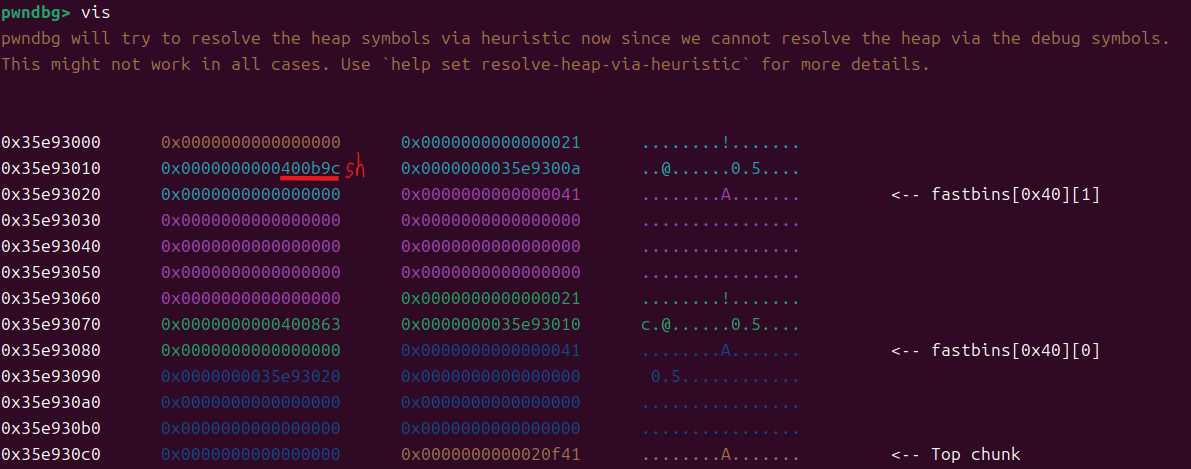 pwndbg> vis
pwndbg will try to resolve the heap symbols via heuristic now since we cannot resolve the heap via the debug symbols.
This might not work in all cases. Use `help set resolve-heap-via-heuristic` for more details.
0x35e93000 0x0000000000000000 0x0000000000000021 ........!.......
0x35e93010 0x0000000000400b9c sh 0x0000000035e9300a ..@......0.5....
0x35e93020 0x0000000000000000 0x0000000000000041 ........A....... <-- fastbins[0x40][1]
0x35e93030 0x0000000000000000 0x0000000000000000 ................
0x35e93040 0x0000000000000000 0x0000000000000000 ................
0x35e93050 0x0000000000000000 0x0000000000000000 ................
0x35e93060 0x0000000000000000 0x0000000000000021 ........!.......
0x35e93070 0x0000000000400863 0x0000000035e93010 c.@......0.5....
0x35e93080 0x0000000000000000 0x0000000000000041 ........A....... <-- fastbins[0x40][0]
0x35e93090 0x0000000035e93020 0x0000000000000000  0.5............
0x35e930a0 0x0000000000000000 0x0000000000000000 ................
0x35e930b0 0x0000000000000000 0x0000000000000000 ................
0x35e930c0 0x0000000000000000 0x0000000000020f41 ........A....... <-- Top chunk